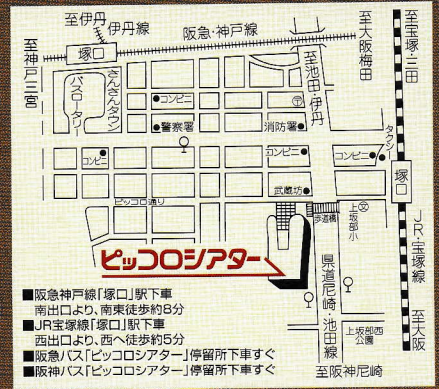 至伊丹
伊丹線
阪急・神戸線
至大阪梅田
至宝塚・三田
至神戸三宮
塚口
さんさんタウン
バスロータリー
至池田・伊丹
コンビニ
警察署
消防署
タクシー
コンビニ
コンビニ
コンビニ
塚口
武蔵坊
ピッコロ通り
歩道橋
上坂部小
文
JR・宝塚線
ピッコロシアター
県道尼崎・池田線
上坂部西公園
至大阪
至阪神尼崎
■阪急神戸線「塚口」駅下車
南出口より、南東徒歩約8分
■JR宝塚線「塚口」駅下車
西出口より、西へ徒歩約5分
■阪急バス「ピッコロシアター」停留所下車すぐ
■阪神バス「ピッコロシアター」停留所下車すぐ